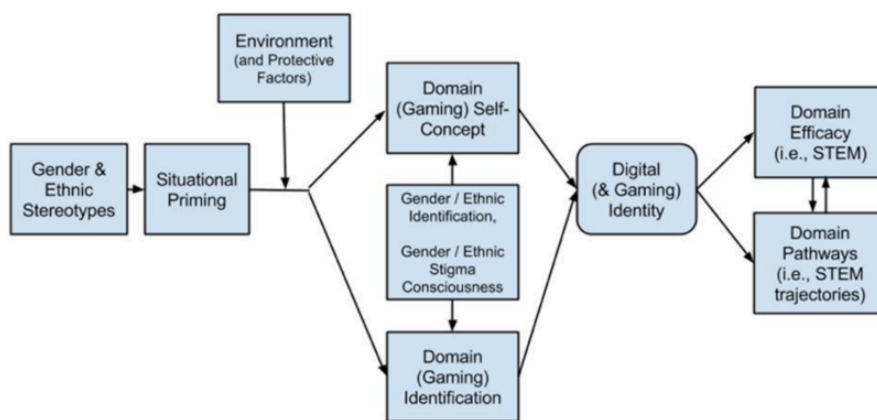 Environment
(and Protective
Factors)
Gender &
Ethnic
Stereotypes
Situational
Priming
Domain
(Gaming) Self-
Concept
Gender / Ethnic
Identification,
Gender / Ethnic
Stigma
Consciousness
Domain
(Gaming)
Identification
Digital
(& Gaming)
Identity
Domain
Efficacy
(i.e., STEM)
Domain
Pathways
(i.e., STEM
trajectories)